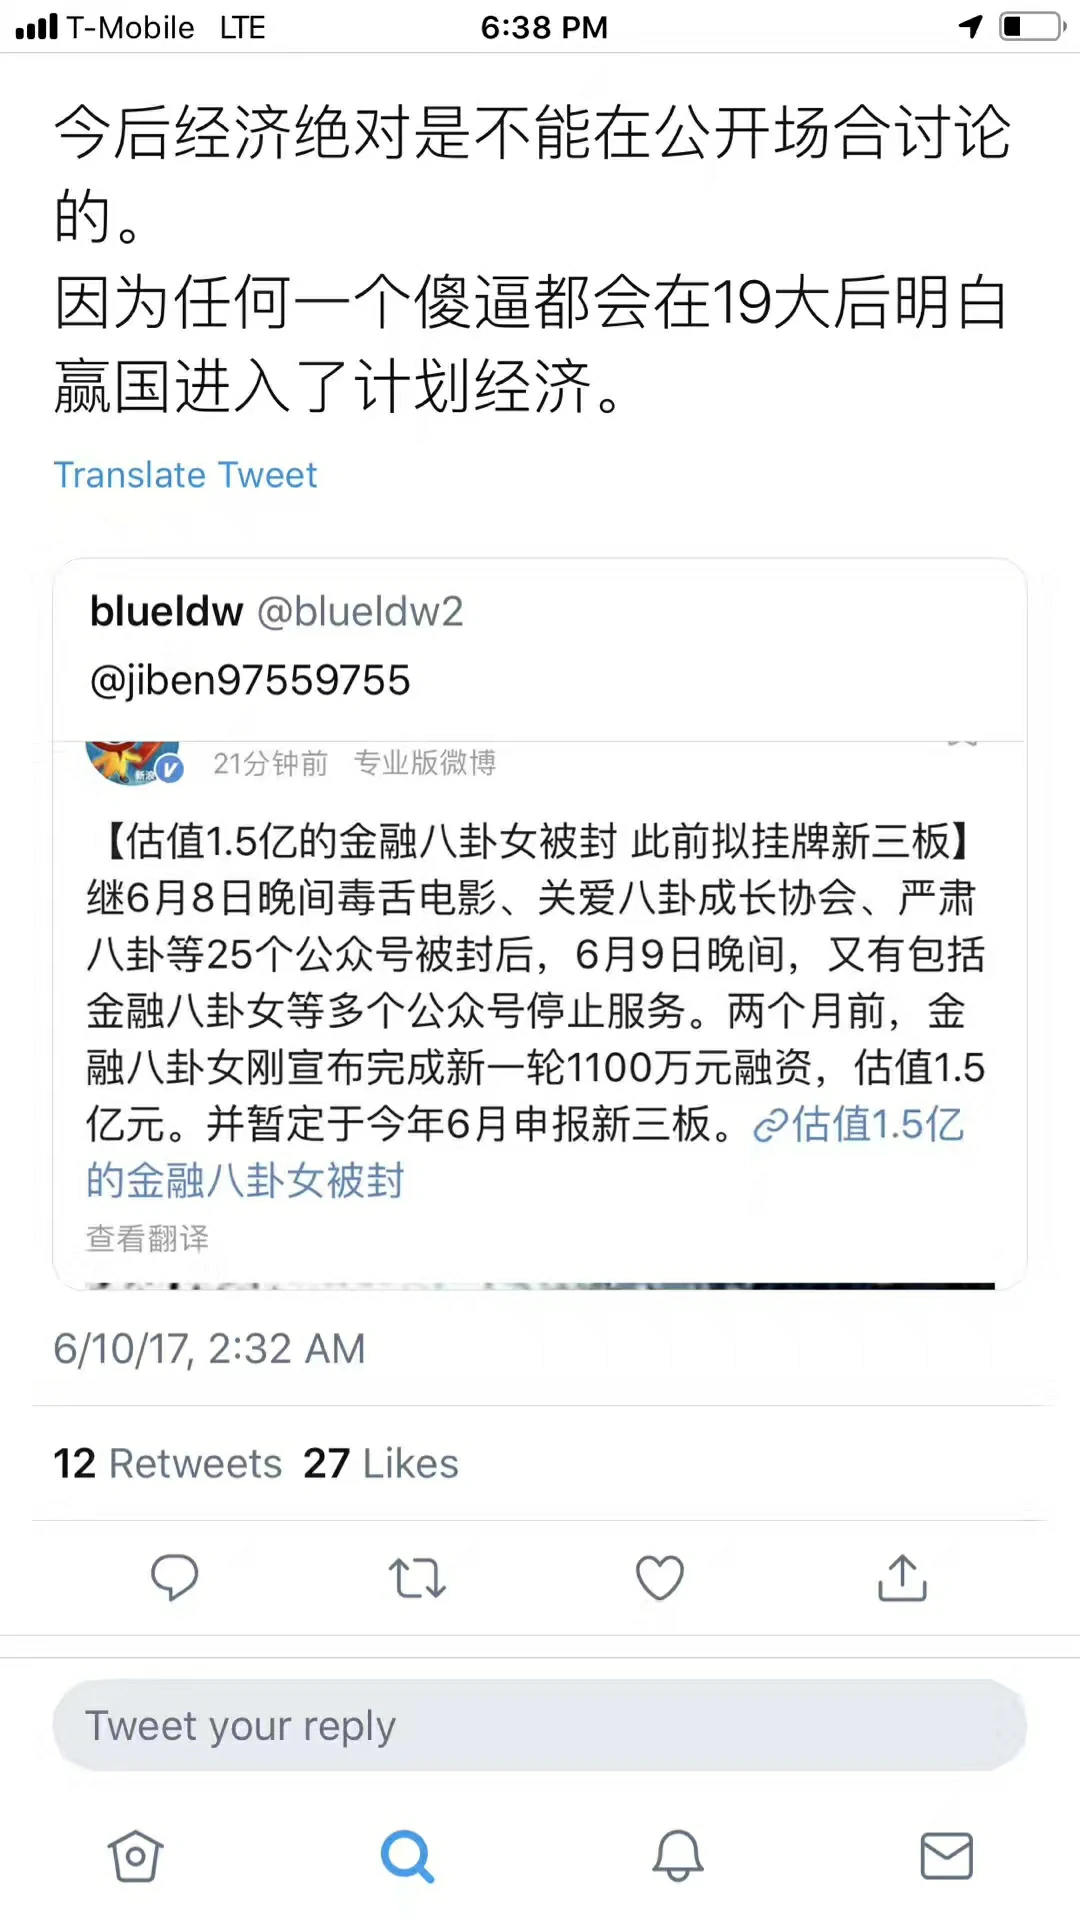 T-Mobile LTE 6:38 PM
今后经济绝对是不能在公开场合讨论
的。
因为任何一个傻逼都会在19大后明白
赢国进入了计划经济。
Translate Tweet
blueldw @blueldw2
@jiben97559755
新浪
21分钟前 专业版微博
【估值1.5亿的金融八卦女被封 此前拟挂牌新三板】
继6月8日晚间毒舌电影、关爱八卦成长协会、严肃
八卦等25个公众号被封后，6月9日晚间，又有包括
金融八卦女等多个公众号停止服务。两个月前，金
融八卦女刚宣布完成新一轮1100万元融资，估值1.5
亿元。并暂定于今年6月申报新三板。估值1.5亿
的金融八卦女被封
查看翻译
6/10/17, 2:32 AM
12 Retweets 27 Likes
Tweet your reply